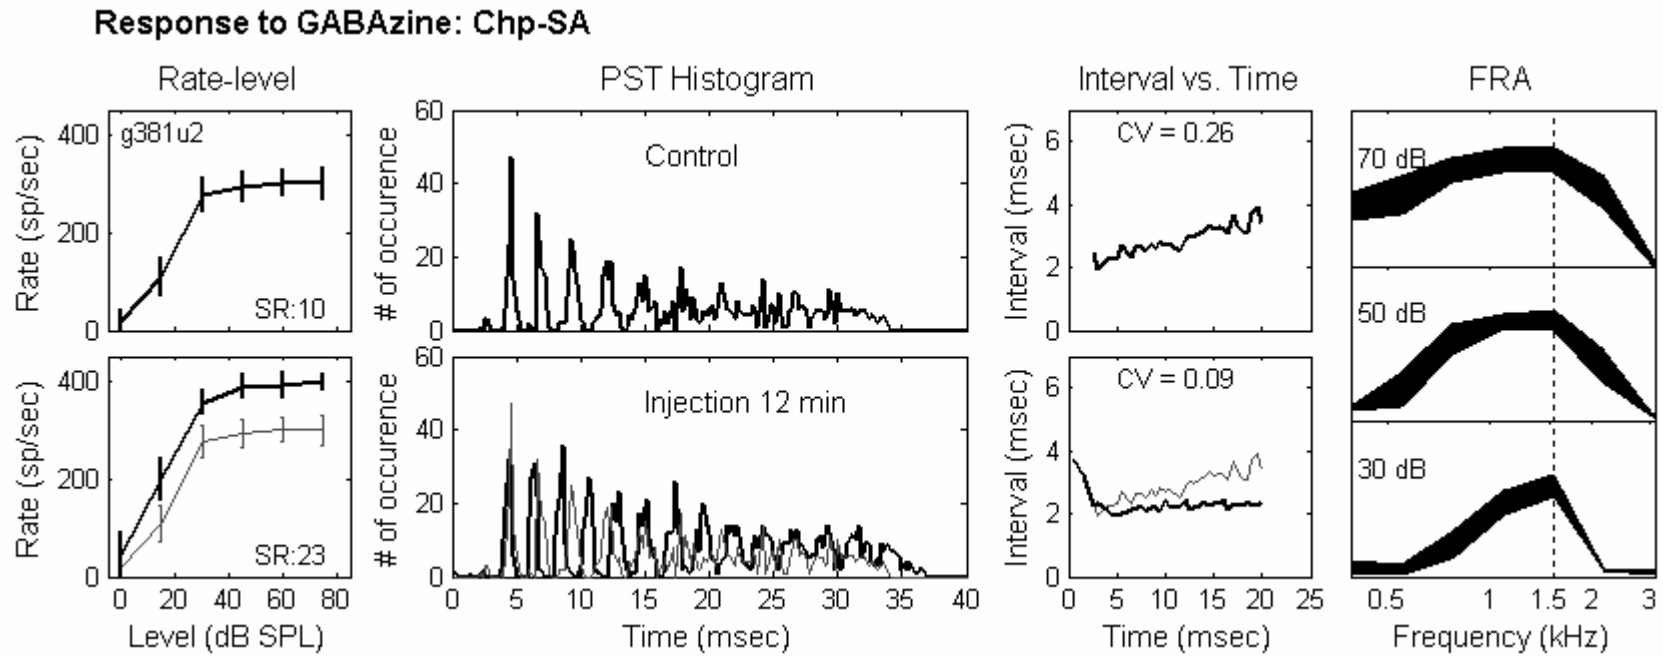 Response to GABAzine: Chp-SA
Rate-level
PST Histogram
Interval vs. Time
FRA
Rate (sp/sec)
400
200
0
g381u2
SR:10
# of occurence
60
40
20
0
Control
Interval (msec)
6
4
2
0
CV = 0.26
70 dB
50 dB
30 dB
Rate (sp/sec)
400
200
0
SR:23
0 20 40 60 80
Level (dB SPL)
# of occurence
60
40
20
0
Injection 12 min
0 5 10 15 20 25 30 35 40
Time (msec)
Interval (msec)
6
4
2
0
CV = 0.09
0 5 10 15 20 25
Time (msec)
0.5 1 1.5 2 3
Frequency (kHz)